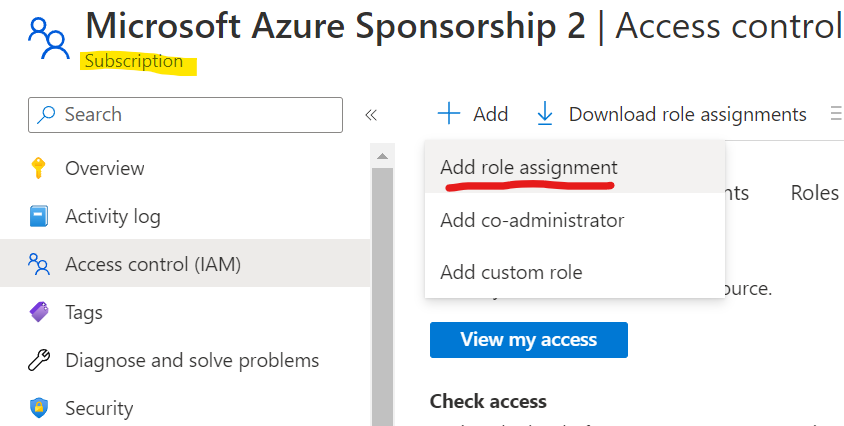 Microsoft Azure Sponsorship 2 | Access control
Subscription
Search
Add
Download role assignments
Overview
Add role assignment
Roles
Activity log
Add co-administrator
Access control (IAM)
Add custom role
Tags
View my access
Diagnose and solve problems
Check access
Security